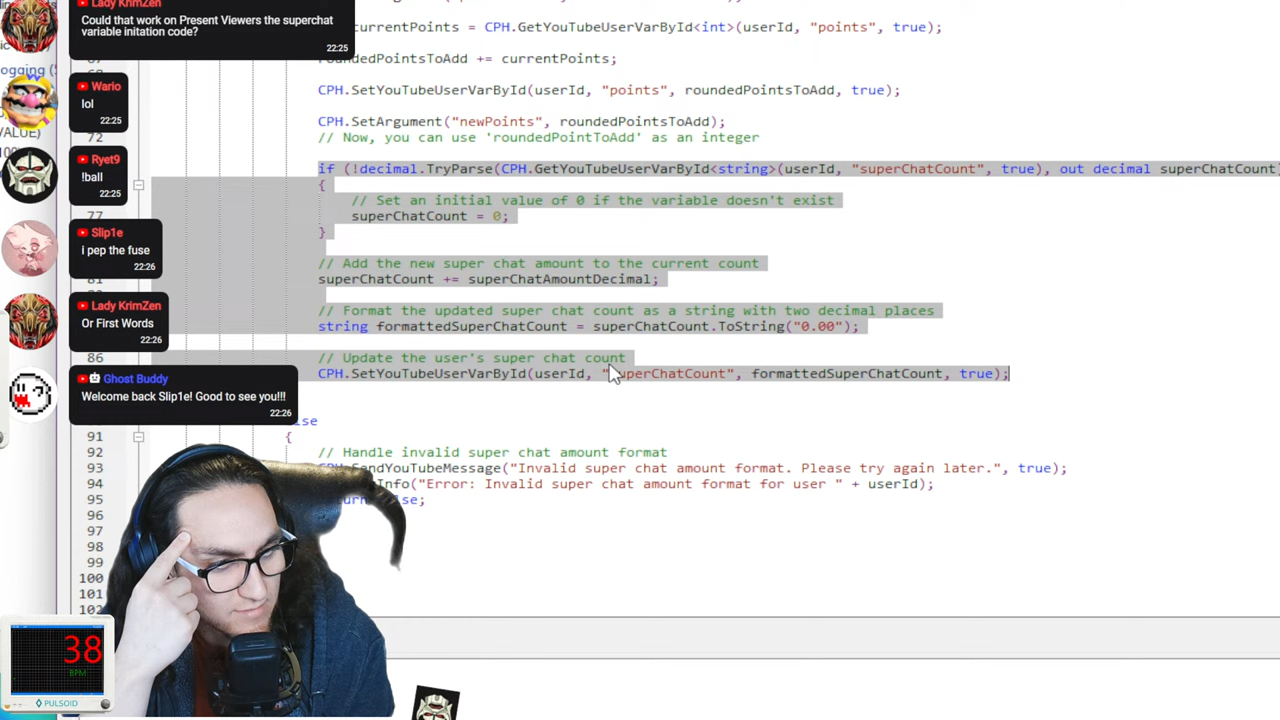 Lady KrimZen
Could that work on Present Viewers the superchat
variable initation code?
22:25
Wario
lol
22:25
Ryet9
!ball
22:25
Slip1e
i pep the fuse
22:26
Lady KrimZen
Or First Words
22:26
Ghost Buddy
Welcome back Slip1e! Good to see you!!!
22:26
currentPoints = CPH.GetYouTubeUserVarById<int>(userId, "points", true);
roundedPointsToAdd += currentPoints;
CPH.SetYouTubeUserVarById(userId, "points", roundedPointsToAdd, true);
CPH.SetArgument("newPoints", roundedPointsToAdd);
72 // Now, you can use 'roundedPointToAdd' as an integer
if (!decimal.TryParse(CPH.GetYouTubeUserVarById<string>(userId, "superChatCount", true), out decimal superChatCount)
{
// Set an initial value of 0 if the variable doesn't exist
77 superChatCount = 0;
}
// Add the new super chat amount to the current count
81 superChatCount += superChatAmountDecimal;
// Format the updated super chat count as a string with two decimal places
string formattedSuperChatCount = superChatCount.ToString("0.00");
86 // Update the user's super chat count
CPH.SetYouTubeUserVarById(userId, "superChatCount", formattedSuperChatCount, true);
91 {
92 // Handle invalid super chat amount format
93 SendYouTubeMessage("Invalid super chat amount format. Please try again later.", true);
94 Info("Error: Invalid super chat amount format for user " + userId);
95
96
97
98
99
100
101
102
38
BPM
PULSOID